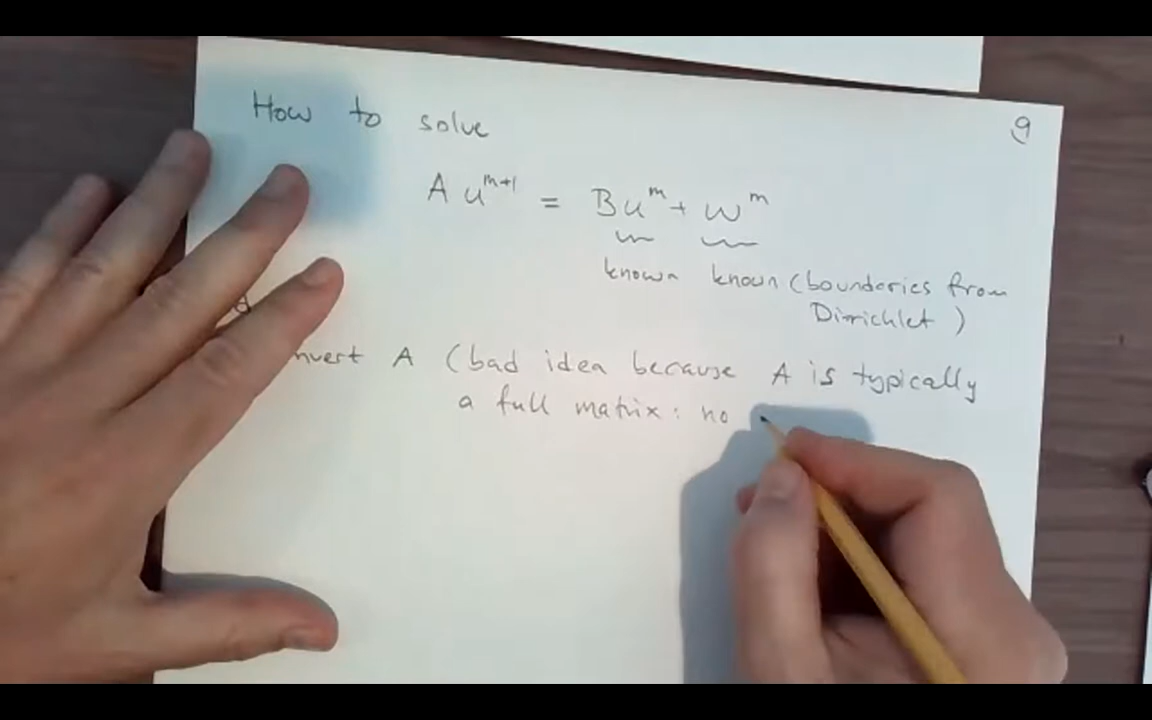 How to solve
9
A u^{m+1} = B u^m + w^m
known known (boundaries from
Dirichlet )
nvert A (bad idea because A is typically
a full matrix: no